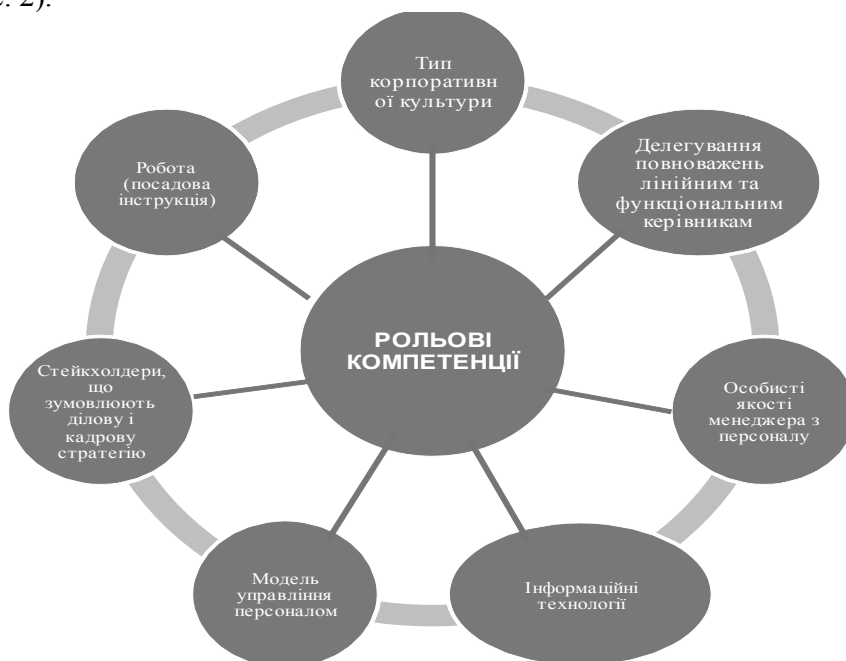 Тип
корпоративн
ої культури
Делегування
повноважень
лінійним та
функціональним
керівникам
Робота
(посадова
інструкція)
РОЛЬОВІ
КОМПЕТЕНЦІЇ
Стейкхолдери,
що
зумовлюють
ділову і
кадрову
стратегію
Особисті
якості
менеджера з
персоналу
Модель
управління
персоналом
Інформаційні
технології